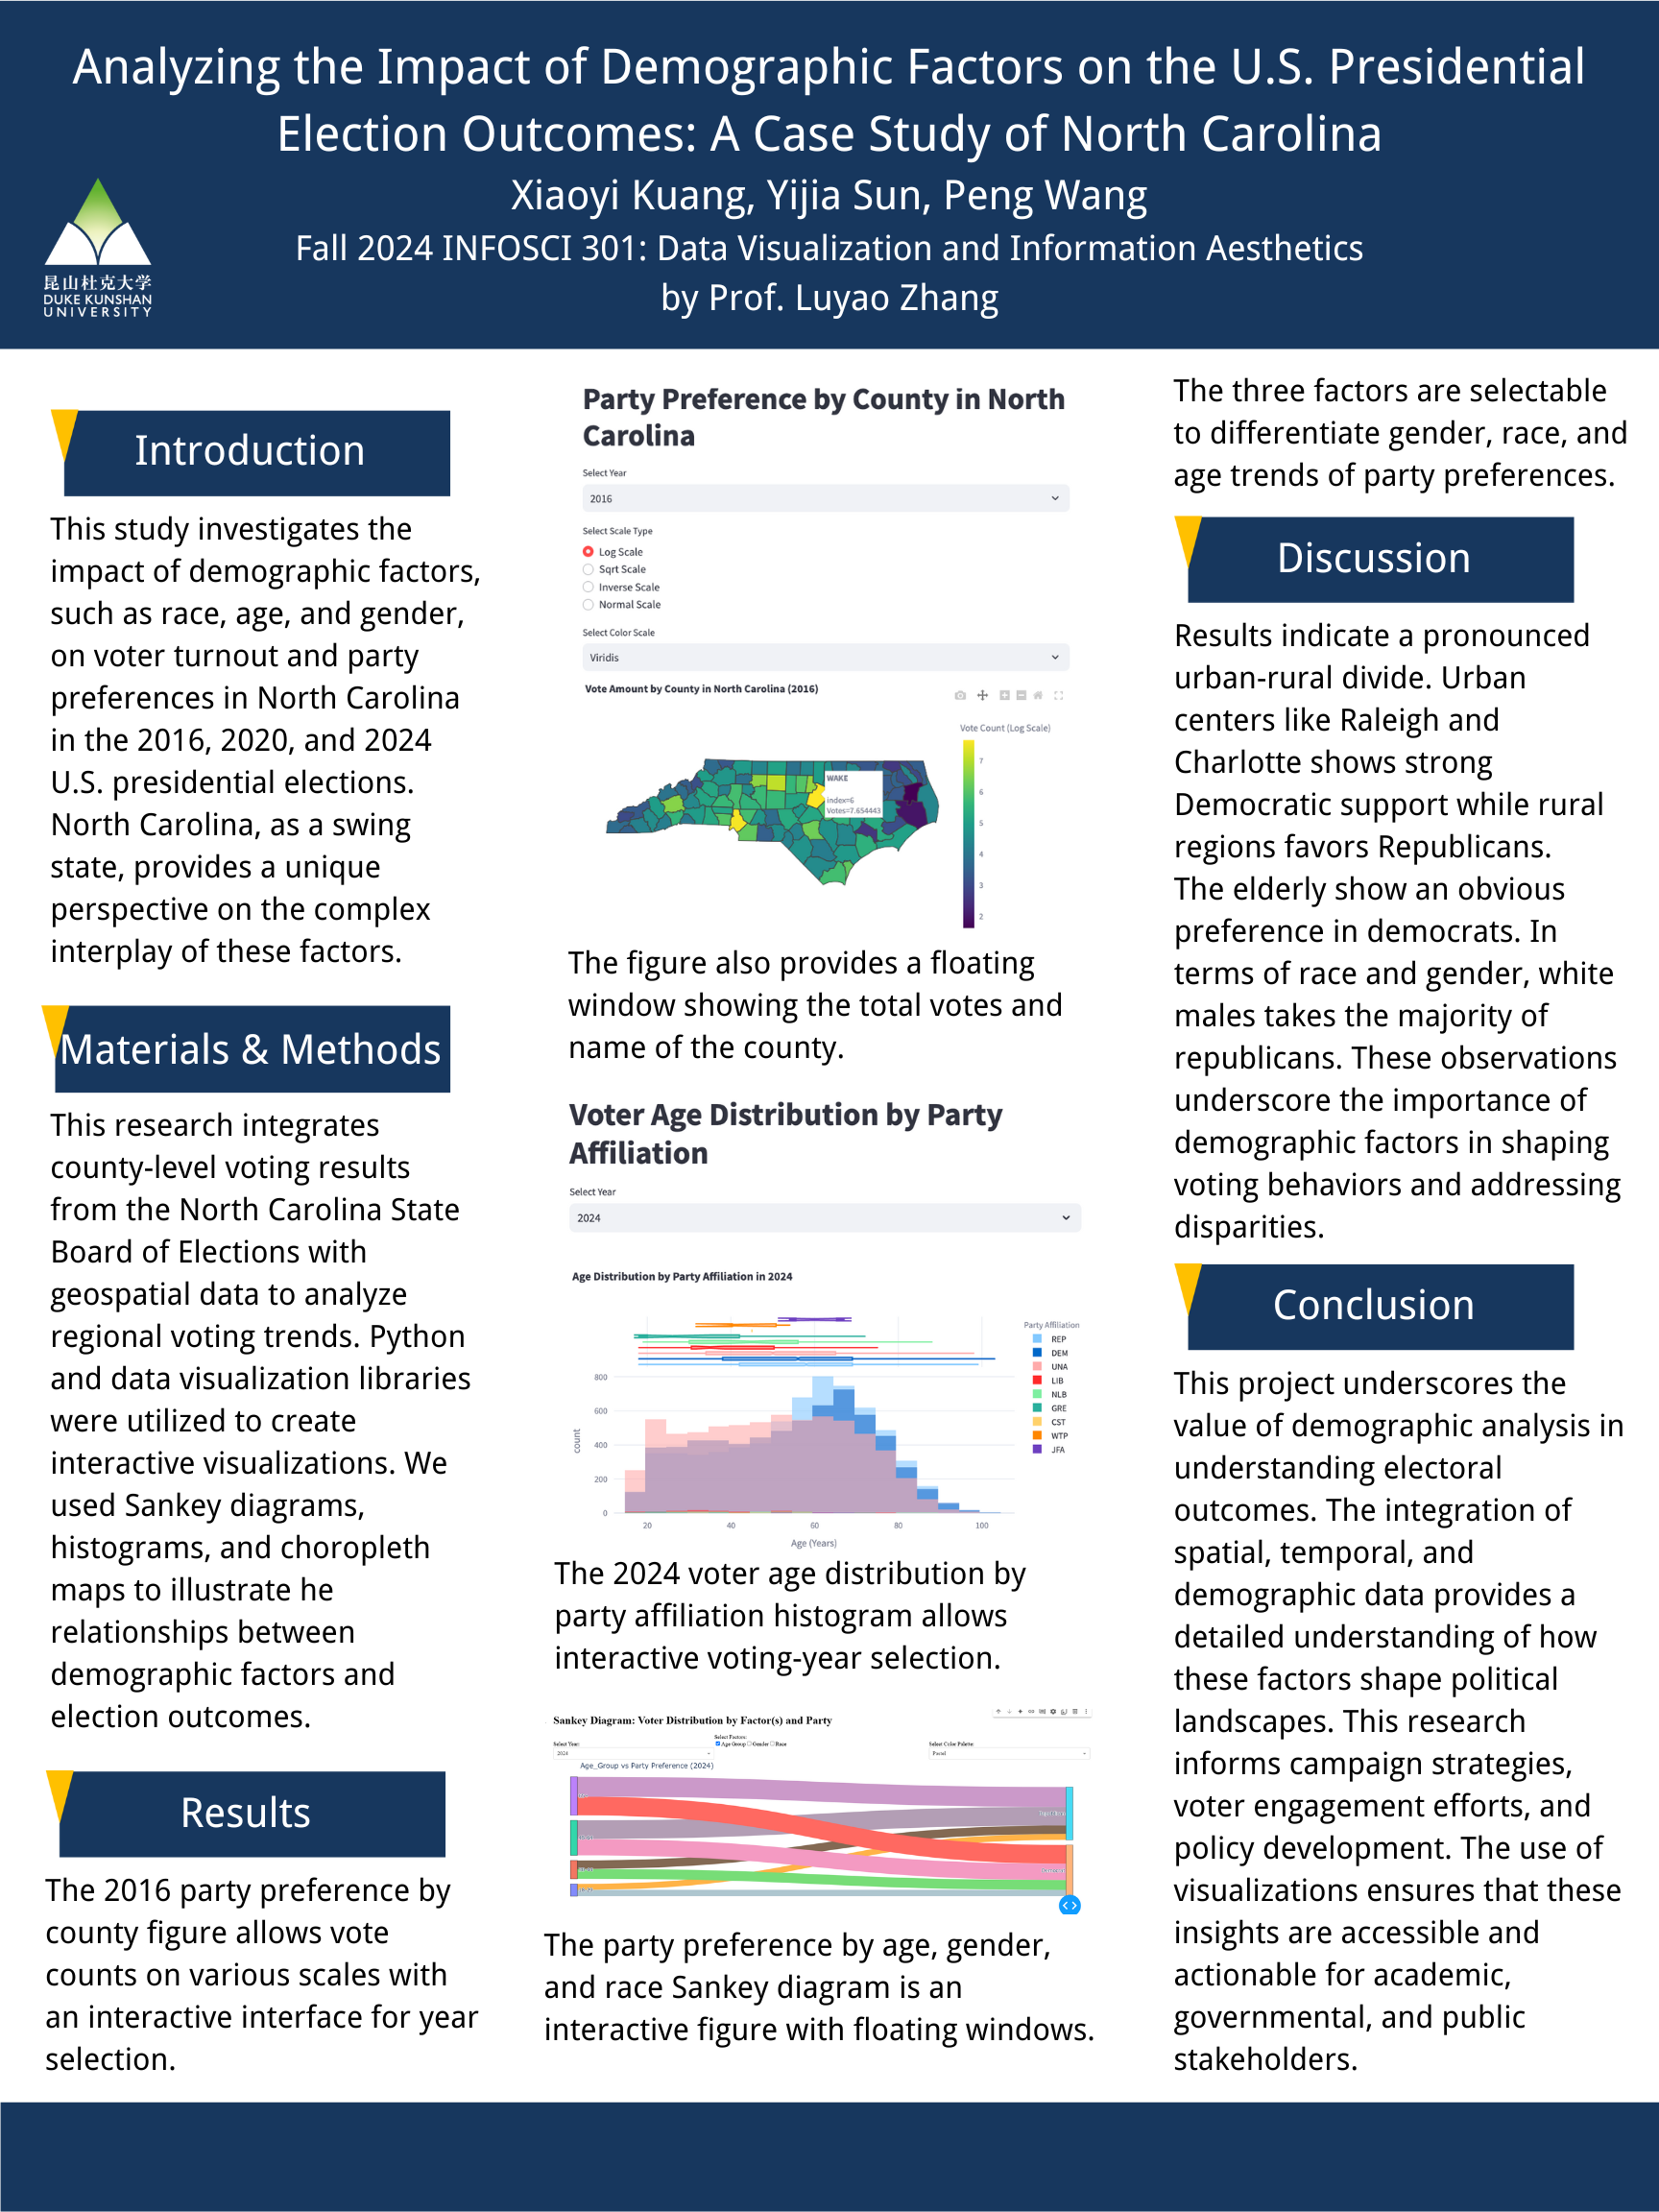 Analyzing the Impact of Demographic Factors on the U.S. Presidential
Election Outcomes: A Case Study of North Carolina
Xiaoyi Kuang, Yijia Sun, Peng Wang
Fall 2024 INFOSCI 301: Data Visualization and Information Aesthetics
by Prof. Luyao Zhang
昆山杜克大学
DUKE KUNSHAN
UNIVERSITY
Introduction
This study investigates the
impact of demographic factors,
such as race, age, and gender,
on voter turnout and party
preferences in North Carolina
in the 2016, 2020, and 2024
U.S. presidential elections.
North Carolina, as a swing
state, provides a unique
perspective on the complex
interplay of these factors.
Materials & Methods
This research integrates
county-level voting results
from the North Carolina State
Board of Elections with
geospatial data to analyze
regional voting trends. Python
and data visualization libraries
were utilized to create
interactive visualizations. We
used Sankey diagrams,
histograms, and choropleth
maps to illustrate he
relationships between
demographic factors and
election outcomes.
Results
The 2016 party preference by
county figure allows vote
counts on various scales with
an interactive interface for year
selection.
Party Preference by County in North
Carolina
Select Year
2016
Select Scale Type
Log Scale
Sqrt Scale
Inverse Scale
Normal Scale
Select Color Scale
Viridis
Vote Amount by County in North Carolina (2016)
Vote Count (Log Scale)
7
6
5
4
3
2
WAKE
index=6
Votes=7.654443
The figure also provides a floating
window showing the total votes and
name of the county.
Voter Age Distribution by Party
Affiliation
Select Year
2024
Age Distribution by Party Affiliation in 2024
Party Affiliation
REP
DEM
UNA
LIB
NLB
GRE
CST
WTP
JFA
800
600
400
200
0
count
20 40 60 80 100
Age (Years)
The 2024 voter age distribution by
party affiliation histogram allows
interactive voting-year selection.
Sankey Diagram: Voter Distribution by Factor(s) and Party
Select Year:
2024
Select Factors:
Age Group Gender Race
Select Color Palette:
Pastel
Age_Group vs Party Preference (2024)
The party preference by age, gender,
and race Sankey diagram is an
interactive figure with floating windows.
The three factors are selectable
to differentiate gender, race, and
age trends of party preferences.
Discussion
Results indicate a pronounced
urban-rural divide. Urban
centers like Raleigh and
Charlotte shows strong
Democratic support while rural
regions favors Republicans.
The elderly show an obvious
preference in democrats. In
terms of race and gender, white
males takes the majority of
republicans. These observations
underscore the importance of
demographic factors in shaping
voting behaviors and addressing
disparities.
Conclusion
This project underscores the
value of demographic analysis in
understanding electoral
outcomes. The integration of
spatial, temporal, and
demographic data provides a
detailed understanding of how
these factors shape political
landscapes. This research
informs campaign strategies,
voter engagement efforts, and
policy development. The use of
visualizations ensures that these
insights are accessible and
actionable for academic,
governmental, and public
stakeholders.